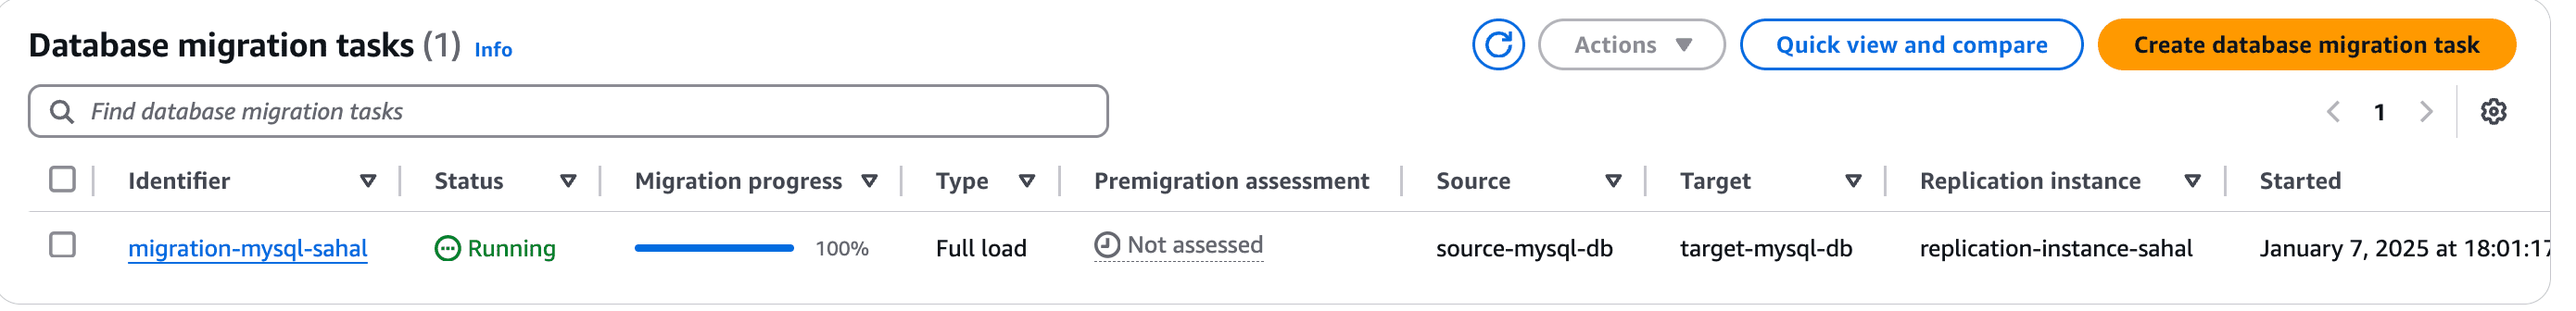 Database migration tasks (1) Info
Actions
Quick view and compare
Create database migration task
Find database migration tasks
1
Identifier Status Migration progress Type Premigration assessment Source Target Replication instance Started
migration-mysql-sahal Running 100% Full load Not assessed source-mysql-db target-mysql-db replication-instance-sahal January 7, 2025 at 18:01:17